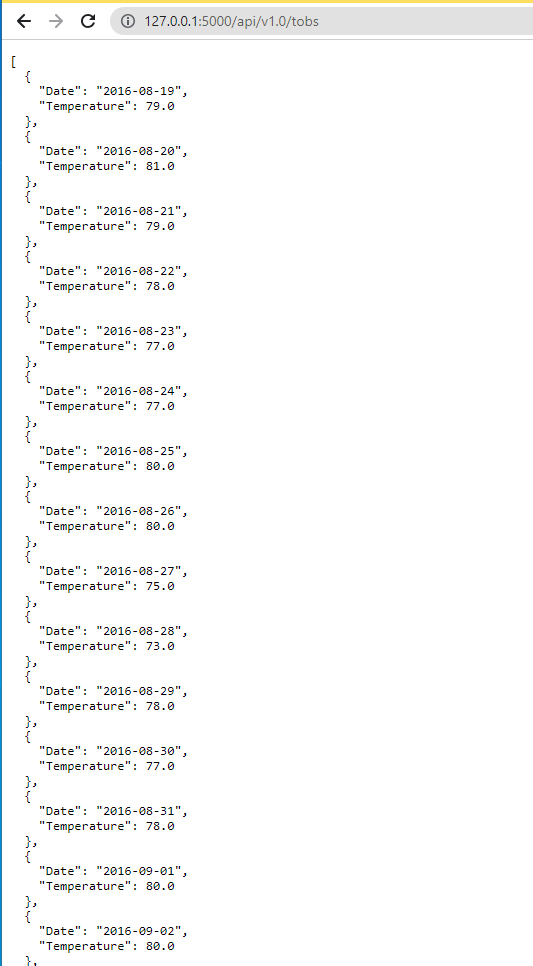 127.0.0.1:5000/api/v1.0/tobs
[
  {
    "Date": "2016-08-19",
    "Temperature": 79.0
  },
  {
    "Date": "2016-08-20",
    "Temperature": 81.0
  },
  {
    "Date": "2016-08-21",
    "Temperature": 79.0
  },
  {
    "Date": "2016-08-22",
    "Temperature": 78.0
  },
  {
    "Date": "2016-08-23",
    "Temperature": 77.0
  },
  {
    "Date": "2016-08-24",
    "Temperature": 77.0
  },
  {
    "Date": "2016-08-25",
    "Temperature": 80.0
  },
  {
    "Date": "2016-08-26",
    "Temperature": 80.0
  },
  {
    "Date": "2016-08-27",
    "Temperature": 75.0
  },
  {
    "Date": "2016-08-28",
    "Temperature": 73.0
  },
  {
    "Date": "2016-08-29",
    "Temperature": 78.0
  },
  {
    "Date": "2016-08-30",
    "Temperature": 77.0
  },
  {
    "Date": "2016-08-31",
    "Temperature": 78.0
  },
  {
    "Date": "2016-09-01",
    "Temperature": 80.0
  },
  {
    "Date": "2016-09-02",
    "Temperature": 80.0
  },